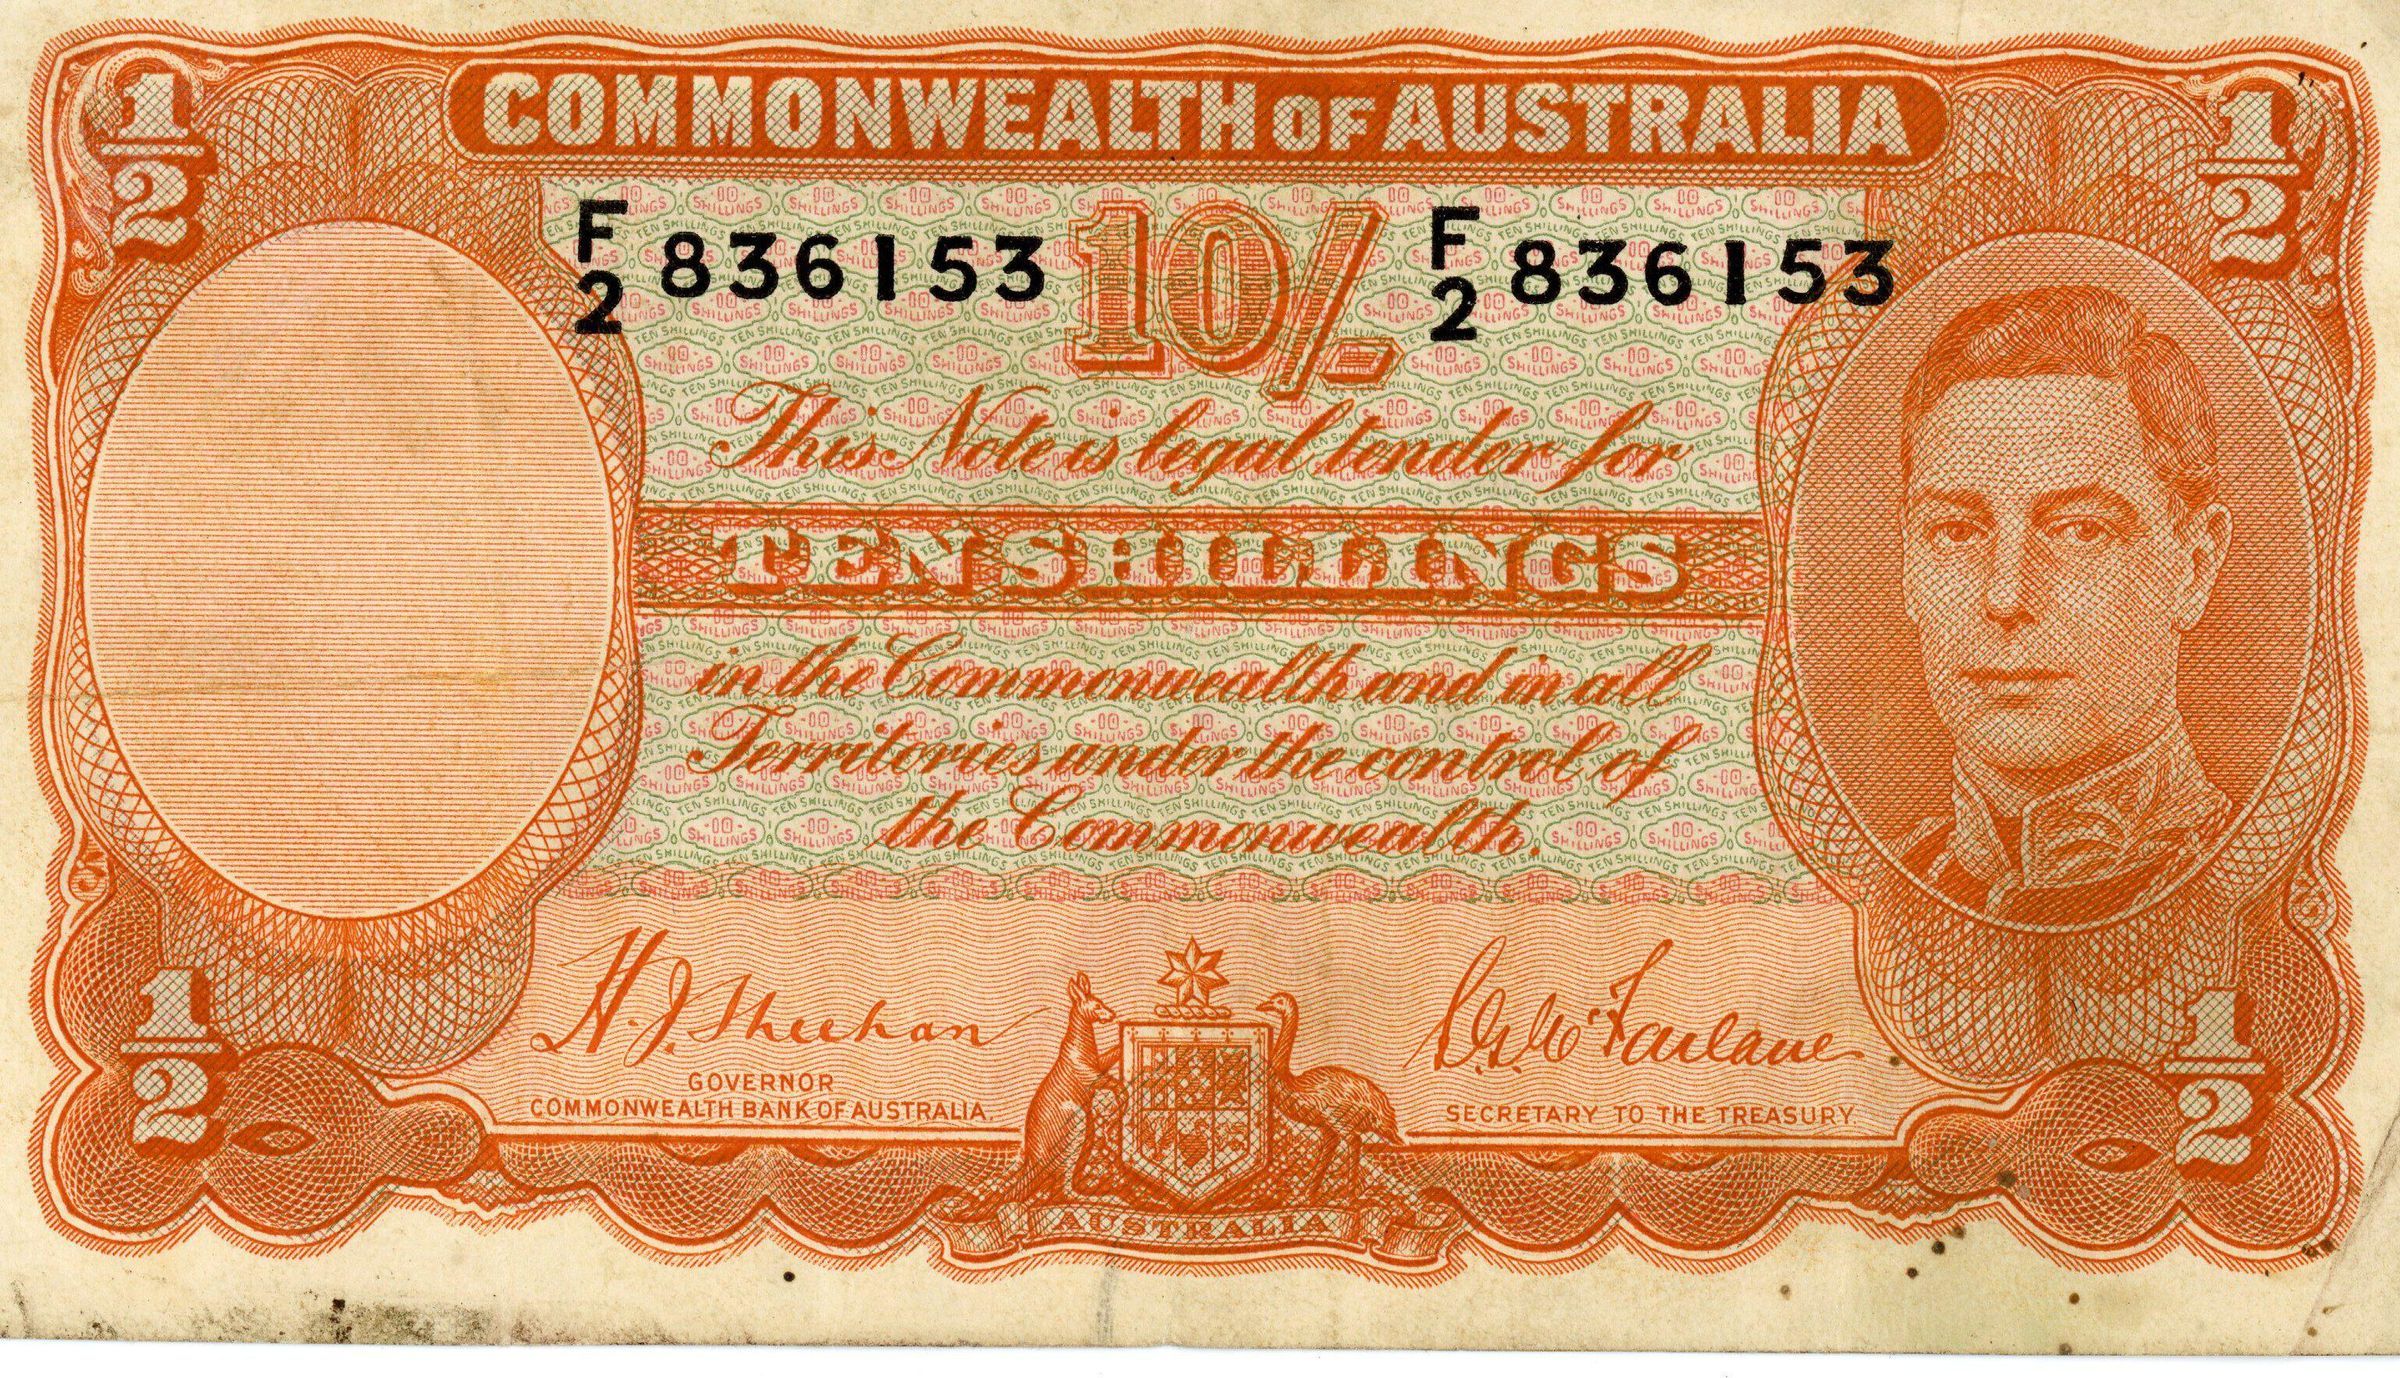 1/2 COMMONWEALTH OF AUSTRALIA 1/2
F/2 836153 10/- F/2 836153
This Note is legal tender for
TEN SHILLINGS
in the Commonwealth and in all
Territories under the control of
the Commonwealth.
H. J. Sheehan
GOVERNOR
COMMONWEALTH BANK OF AUSTRALIA.
McFarlane
SECRETARY TO THE TREASURY.
1/2 AUSTRALIA 1/2